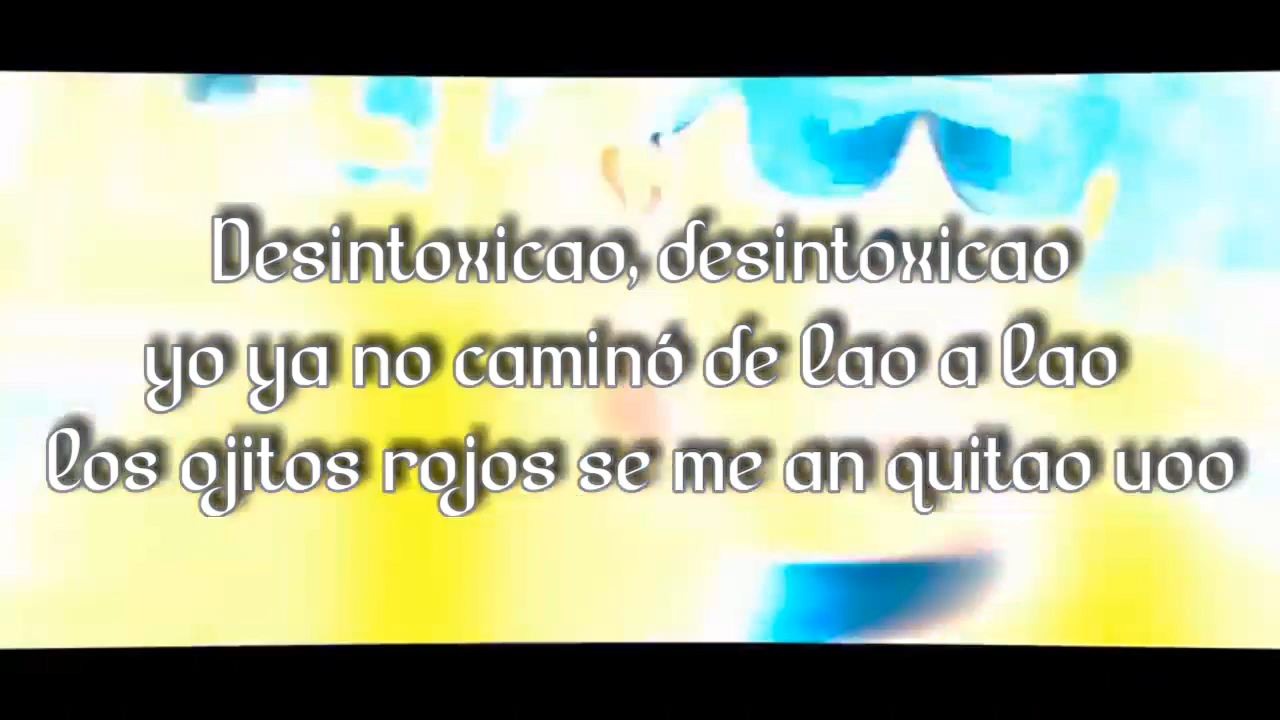 Desintoxicao, desintoxicao
yo ya no caminó de lao a lao
los ojitos rojos se me an quitao uoo